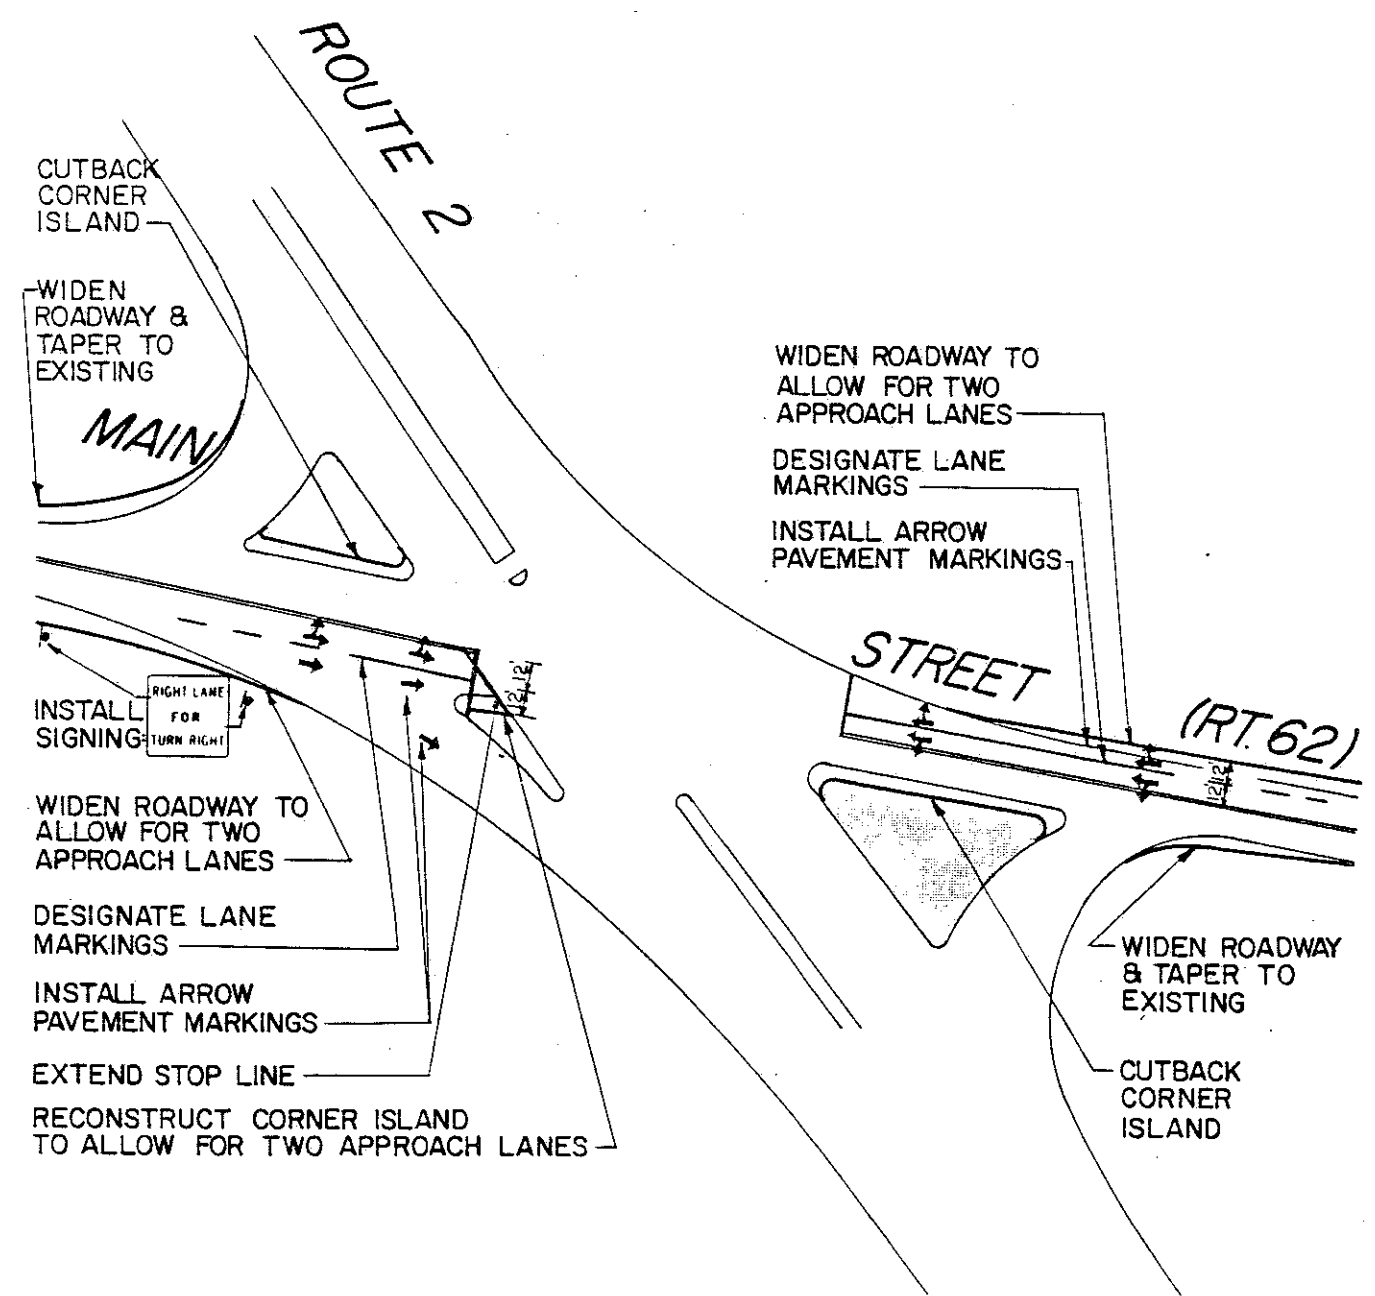 ROUTE 2
CUTBACK
CORNER
ISLAND
WIDEN
ROADWAY &
TAPER TO
EXISTING
MAIN
WIDEN ROADWAY TO
ALLOW FOR TWO
APPROACH LANES
DESIGNATE LANE
MARKINGS
INSTALL ARROW
PAVEMENT MARKINGS
STREET
(RT. 62)
12' 12'
12' 12'
INSTALL
SIGNING
RIGHT LANE
FOR
TURN RIGHT
WIDEN ROADWAY TO
ALLOW FOR TWO
APPROACH LANES
DESIGNATE LANE
MARKINGS
INSTALL ARROW
PAVEMENT MARKINGS
EXTEND STOP LINE
RECONSTRUCT CORNER ISLAND
TO ALLOW FOR TWO APPROACH LANES
WIDEN ROADWAY
& TAPER TO
EXISTING
CUTBACK
CORNER
ISLAND